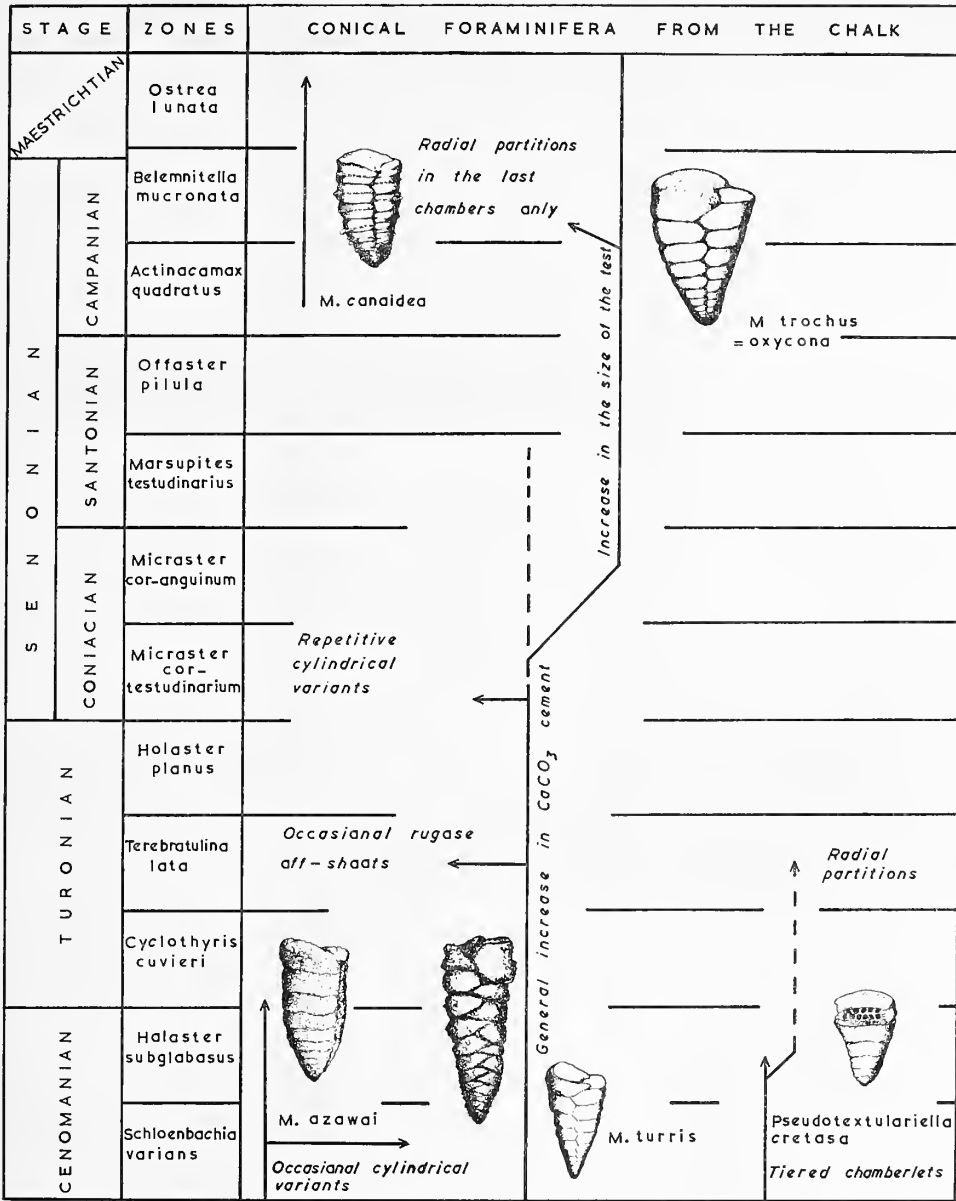 STAGE ZONES CONICAL FORAMINIFERA FROM THE CHALK
MAESTRICHTIAN
SENONIAN
CAMPANIAN
SANTONIAN
CONIACIAN
TURONIAN
CENOMANIAN
Ostrea
lunata
Belemnitella
mucronata
Actinacamax
quadratus
Offaster
pilula
Marsupites
testudinarius
Micraster
cor-anguinum
Micraster
cor-
testudinarium
Holaster
planus
Terebratulina
lata
Cyclothyris
cuvieri
Halaster
subglabasus
Schloenbachia
varians
Radial partitions
in the last
chambers only
M. canaidea
Increase in the size of the test
M trochus
= oxycona
Repetitive
cylindrical
variants
General increase in CaCO3 cement
Occasianal rugase
aff-shaats
Radial
partitions
M. azawai
Occasional cylindrical
variants
M. turris
Pseudotextulariella
cretasa
Tiered chamberlets